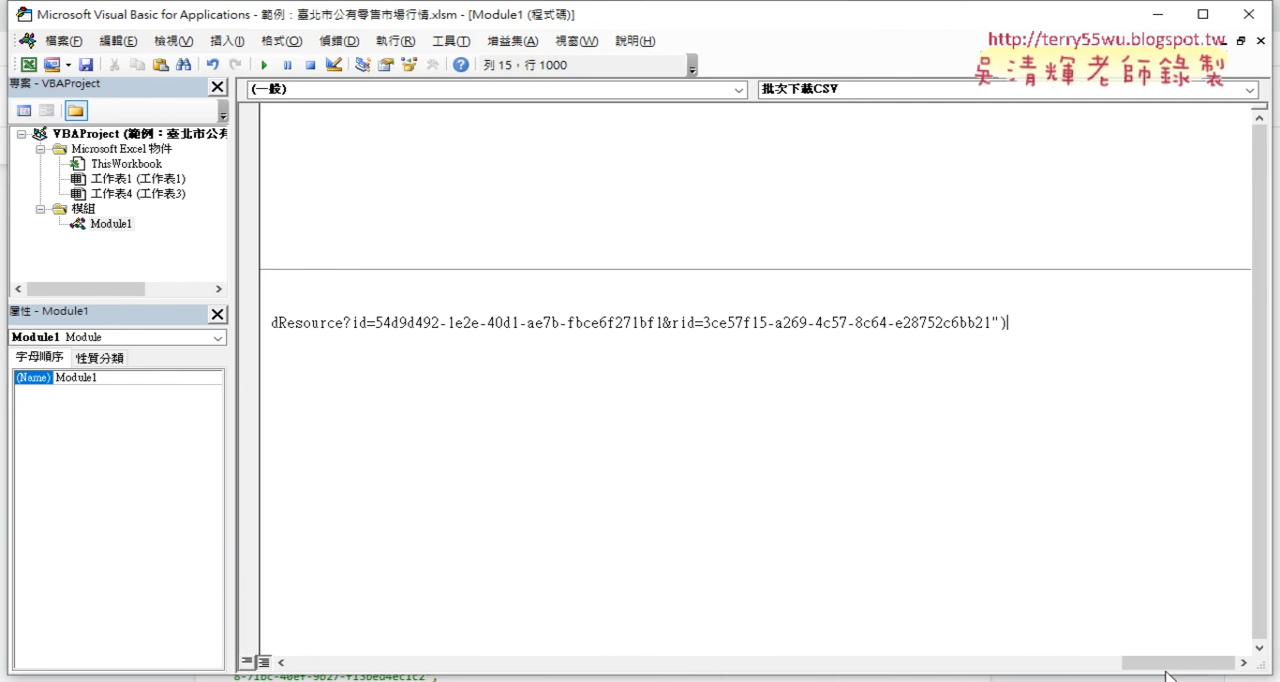 Microsoft Visual Basic for Applications - 範例：臺北市公有零售市場行情.xlsm - [Module1 (程式碼)]
http://terry55wu.blogspot.tw
吳清輝老師錄製
檔案(F) 編輯(E) 檢視(V) 插入(I) 格式(O) 偵錯(D) 執行(R) 工具(T) 增益集(A) 視窗(W) 說明(H)
列 15，行 1000
專案 - VBAProject
(一般) 批次下載CSV
VBAProject (範例：臺北市公有
Microsoft Excel 物件
ThisWorkbook
工作表1 (工作表1)
工作表4 (工作表3)
模組
Module1
dResource?id=54d9d492-1e2e-40d1-ae7b-fbce6f271bf1&rid=3ce57f15-a269-4c57-8c64-e28752c6bb21")
屬性 - Module1
Module1 Module
字母順序 性質分類
(Name) Module1
8-71bc-40ef-9b27-f13bed4ec1c2",